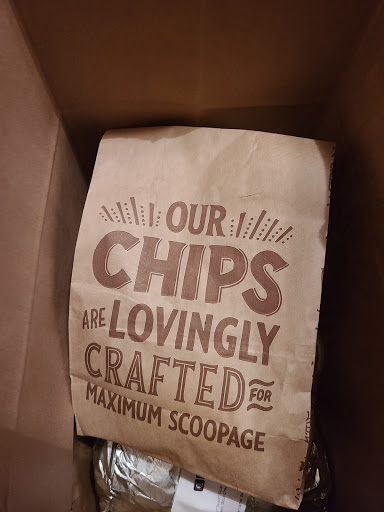 OUR
CHIPS
ARE LOVINGLY
CRAFTED FOR
MAXIMUM SCOOPAGE